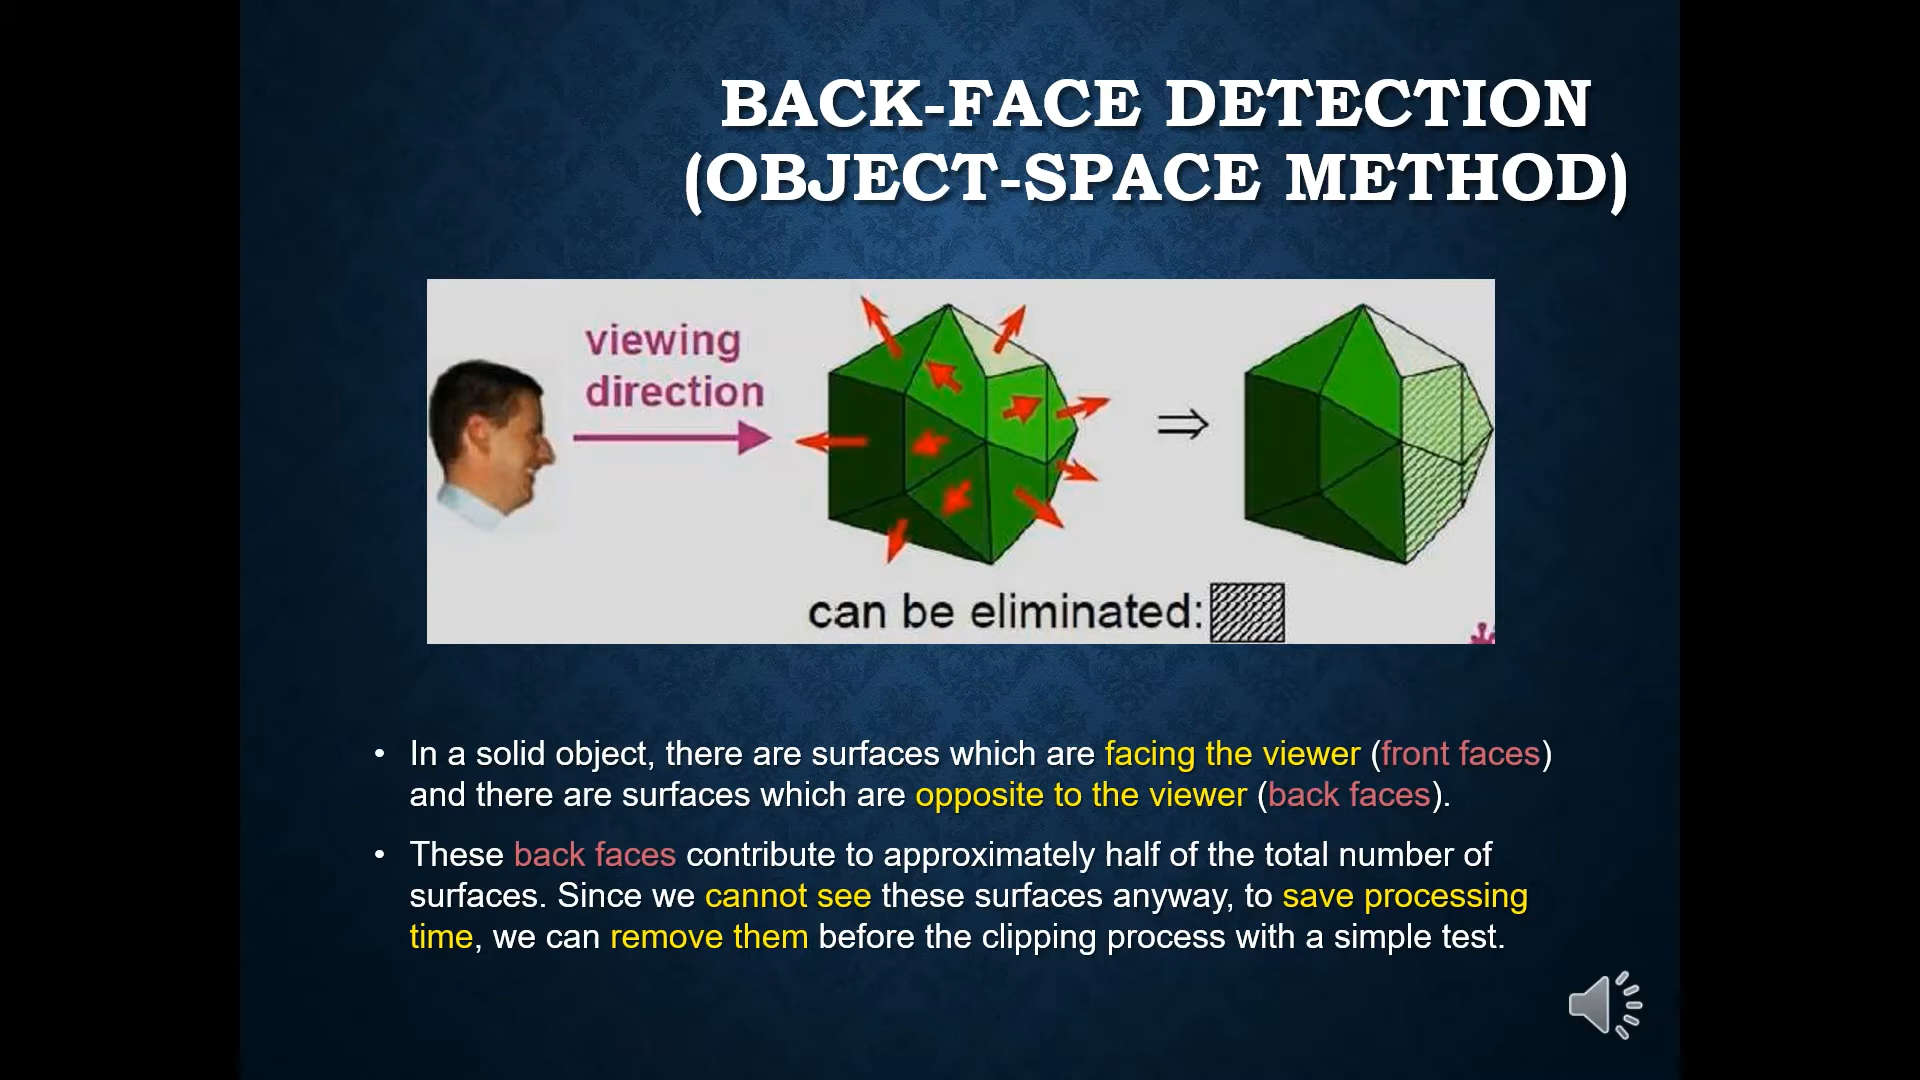 BACK-FACE DETECTION
(OBJECT-SPACE METHOD)
viewing
direction
can be eliminated:
• In a solid object, there are surfaces which are facing the viewer (front faces)
and there are surfaces which are opposite to the viewer (back faces).
• These back faces contribute to approximately half of the total number of
surfaces. Since we cannot see these surfaces anyway, to save processing
time, we can remove them before the clipping process with a simple test.